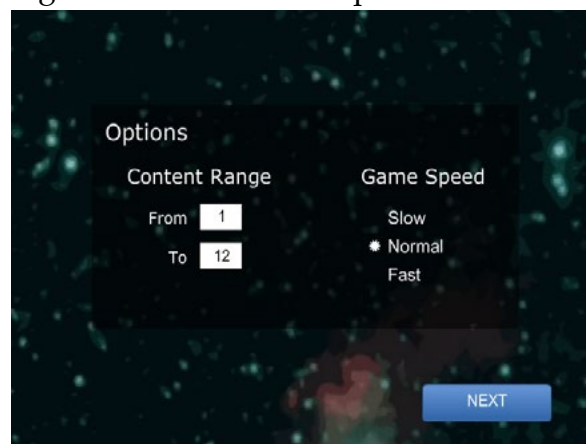 Options
Content Range
From 1
To 12
Game Speed
Slow
Normal
Fast
NEXT